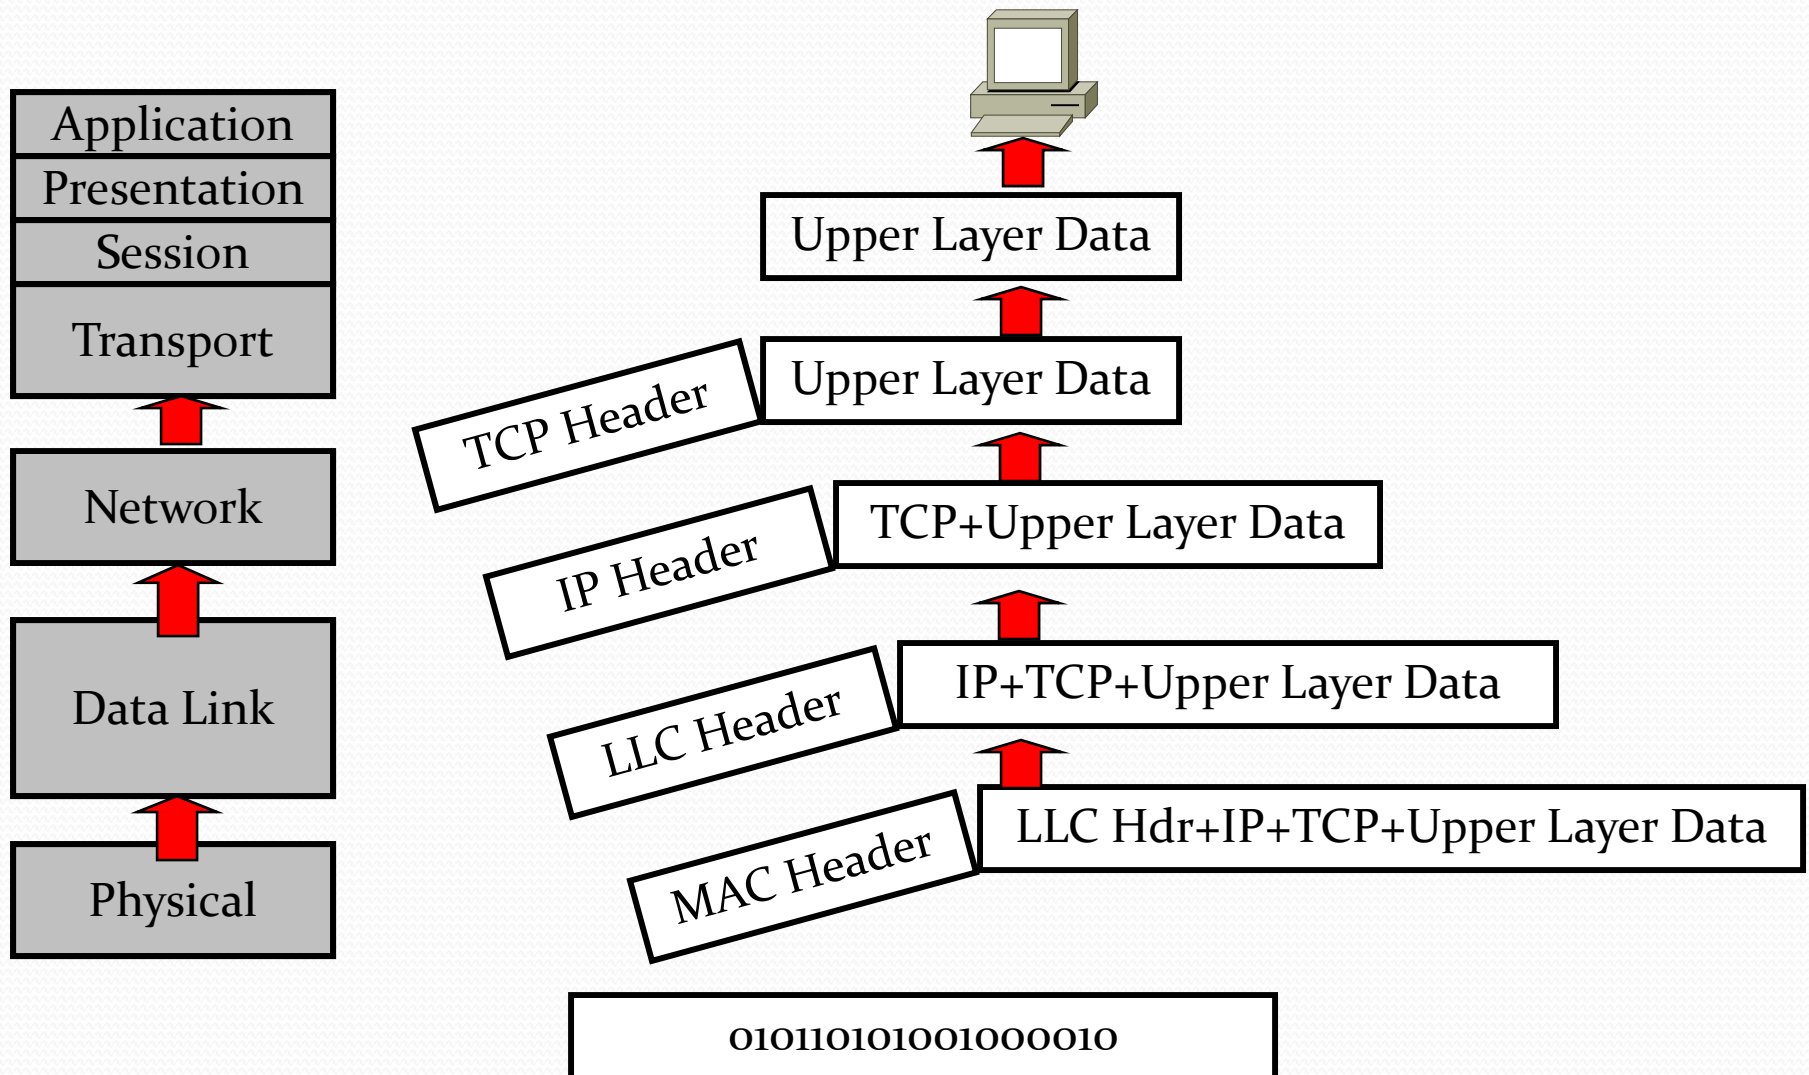 Application
Presentation
Session
Transport
Network
Data Link
Physical
Upper Layer Data
TCP Header
Upper Layer Data
IP Header
TCP+Upper Layer Data
LLC Header
IP+TCP+Upper Layer Data
MAC Header
LLC Hdr+IP+TCP+Upper Layer Data
010110101001000010